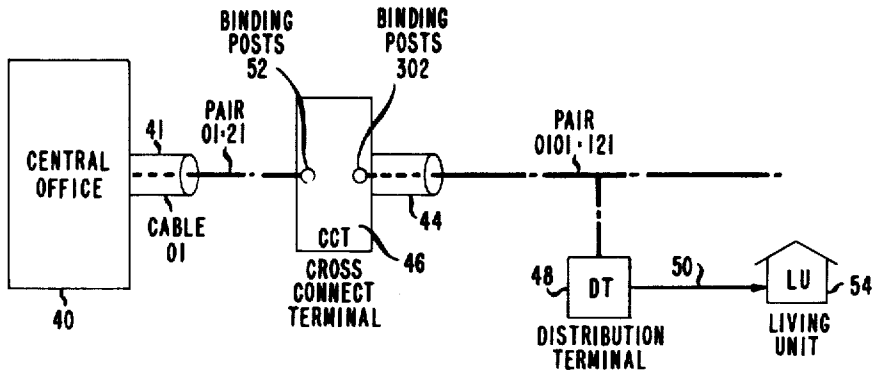 BINDING
POSTS
52
BINDING
POSTS
302
PAIR
01-21
41
CENTRAL
OFFICE
CABLE
01
40
CCT
46
CROSS
CONNECT
TERMINAL
44
PAIR
0101-121
48
DT
50
LU
54
DISTRIBUTION
TERMINAL
LIVING
UNIT